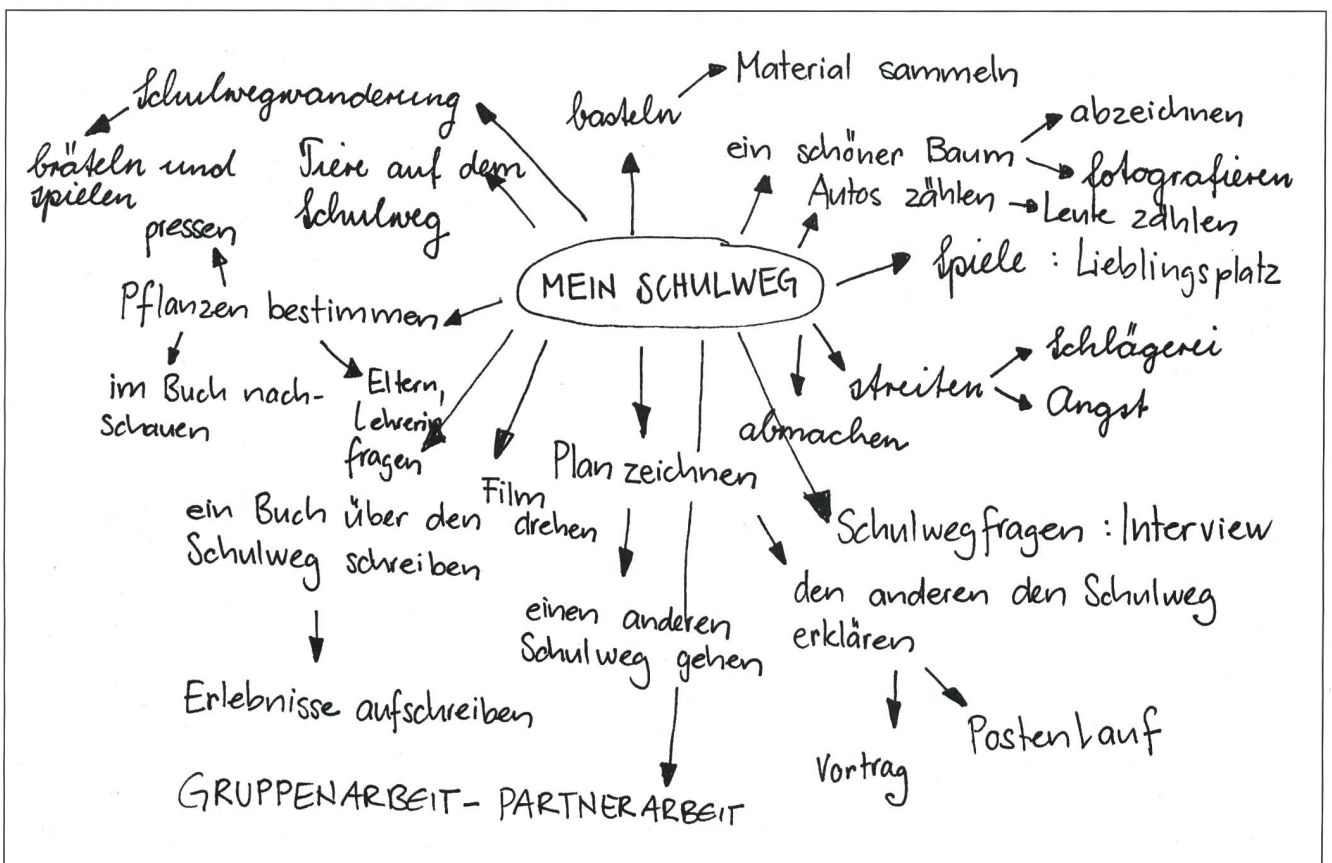 Schulwegwanderung
bräteln und
spielen
Tiere auf dem
Schulweg
basteln
Material sammeln
ein schöner Baum
abzeichnen
fotografieren
Autos zählen
Leute zählen
Spiele : Lieblingsplatz
MEIN SCHULWEG
pressen
Pflanzen bestimmen
im Buch nach-
schauen
Eltern,
Lehrerin
fragen
streiten
Schlägerei
Angst
abmachen
Schulwegfragen : Interview
Plan zeichnen
Film
drehen
ein Buch über den
Schulweg schreiben
Erlebnisse aufschreiben
einen anderen
Schulweg gehen
den anderen den Schulweg
erklären
Vortrag
Postenlauf
GRUPPENARBEIT - PARTNERARBEIT